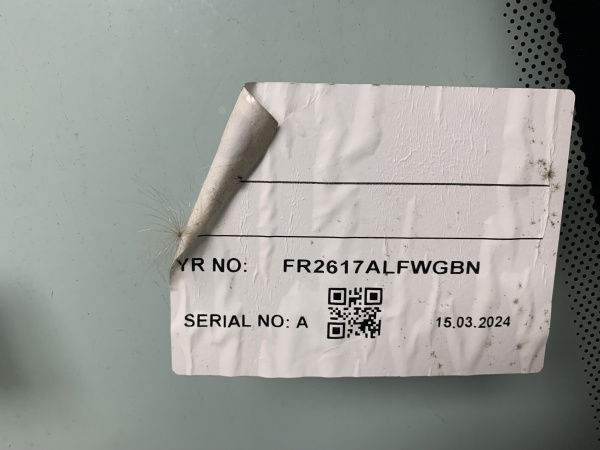 YR NO: FR2617ALFWGBN
SERIAL NO: A 15.03.2024